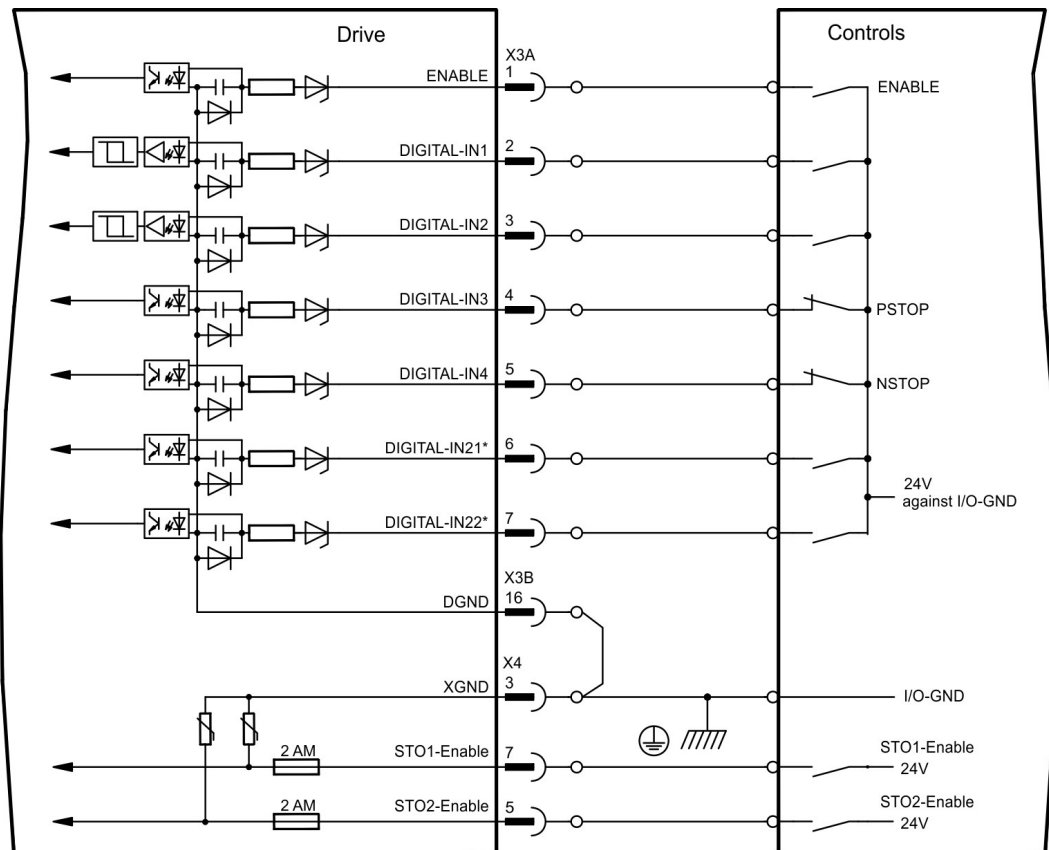 Drive
Controls
X3A
ENABLE
1
ENABLE
DIGITAL-IN1
2
DIGITAL-IN2
3
DIGITAL-IN3
4
PSTOP
DIGITAL-IN4
5
NSTOP
DIGITAL-IN21*
6
24V
against I/O-GND
DIGITAL-IN22*
7
X3B
DGND
16
X4
XGND
3
I/O-GND
2 AM
STO1-Enable
7
STO1-Enable
24V
2 AM
STO2-Enable
5
STO2-Enable
24V